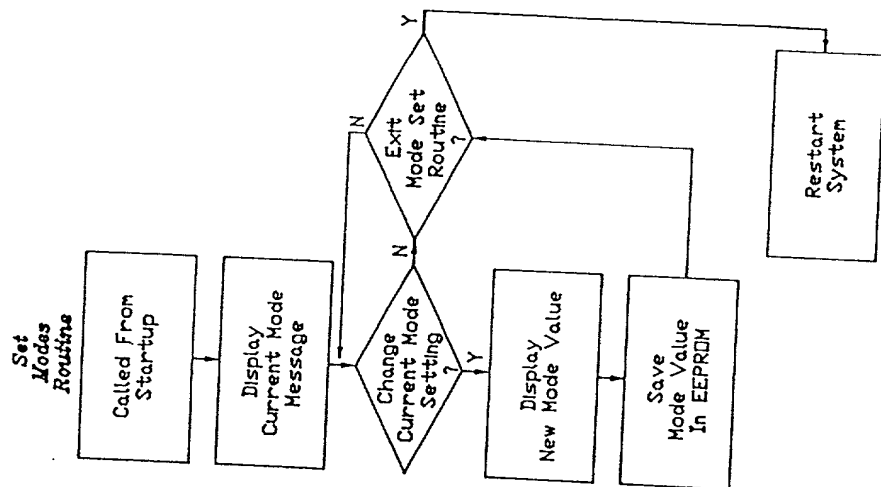 Set
Modes
Routine
Called From
Startup
Display
Current Mode
Message
Change
Current Mode
Setting
?
N
Y
Exit
Mode Set
Routine
?
N
Y
Display
New Mode Value
Save
Mode Value
In EEPROM
Restart
System